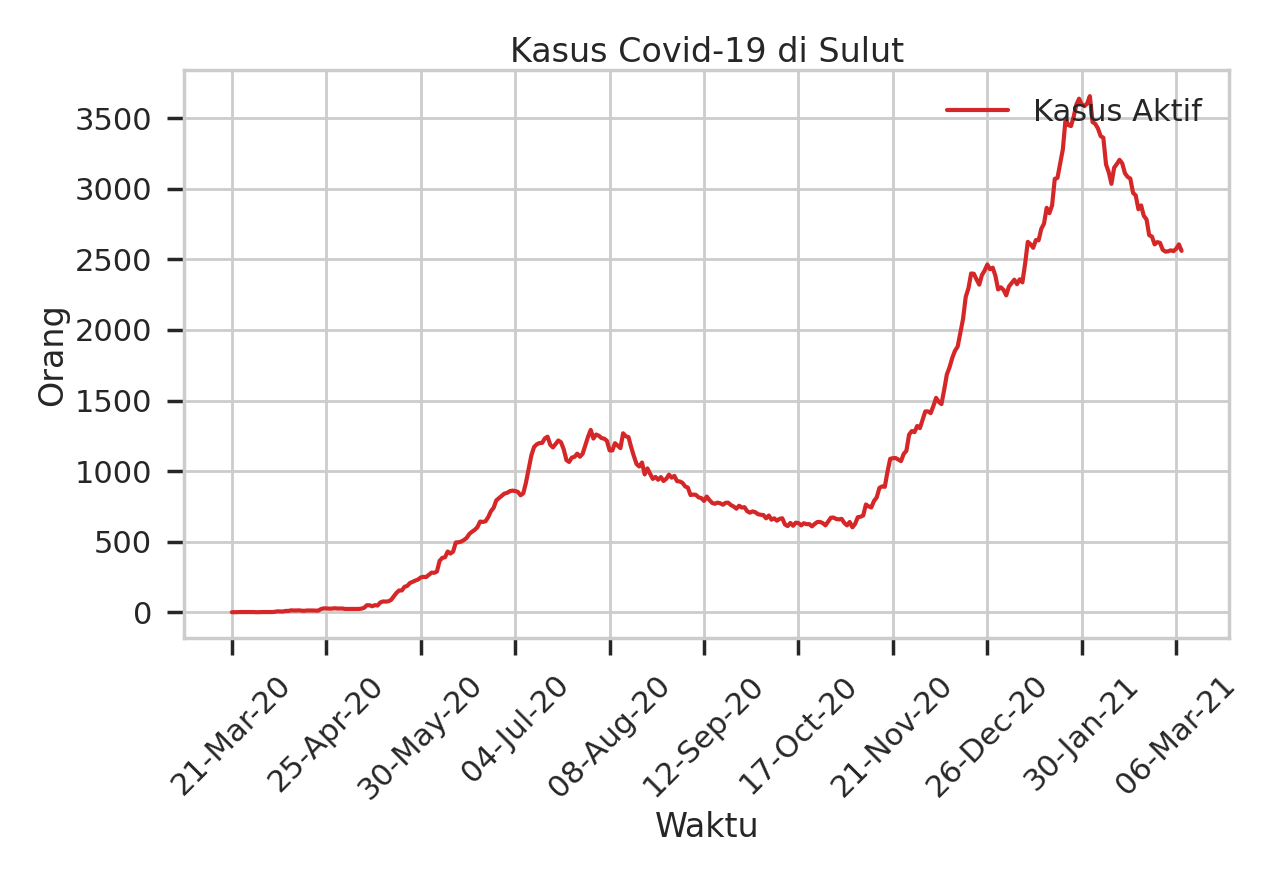 Kasus Covid-19 di Sulut
Kasus Aktif
3500
3000
2500
2000
1500
1000
500
0
Orang
21-Mar-20
25-Apr-20
30-May-20
04-Jul-20
08-Aug-20
12-Sep-20
17-Oct-20
21-Nov-20
26-Dec-20
30-Jan-21
06-Mar-21
Waktu